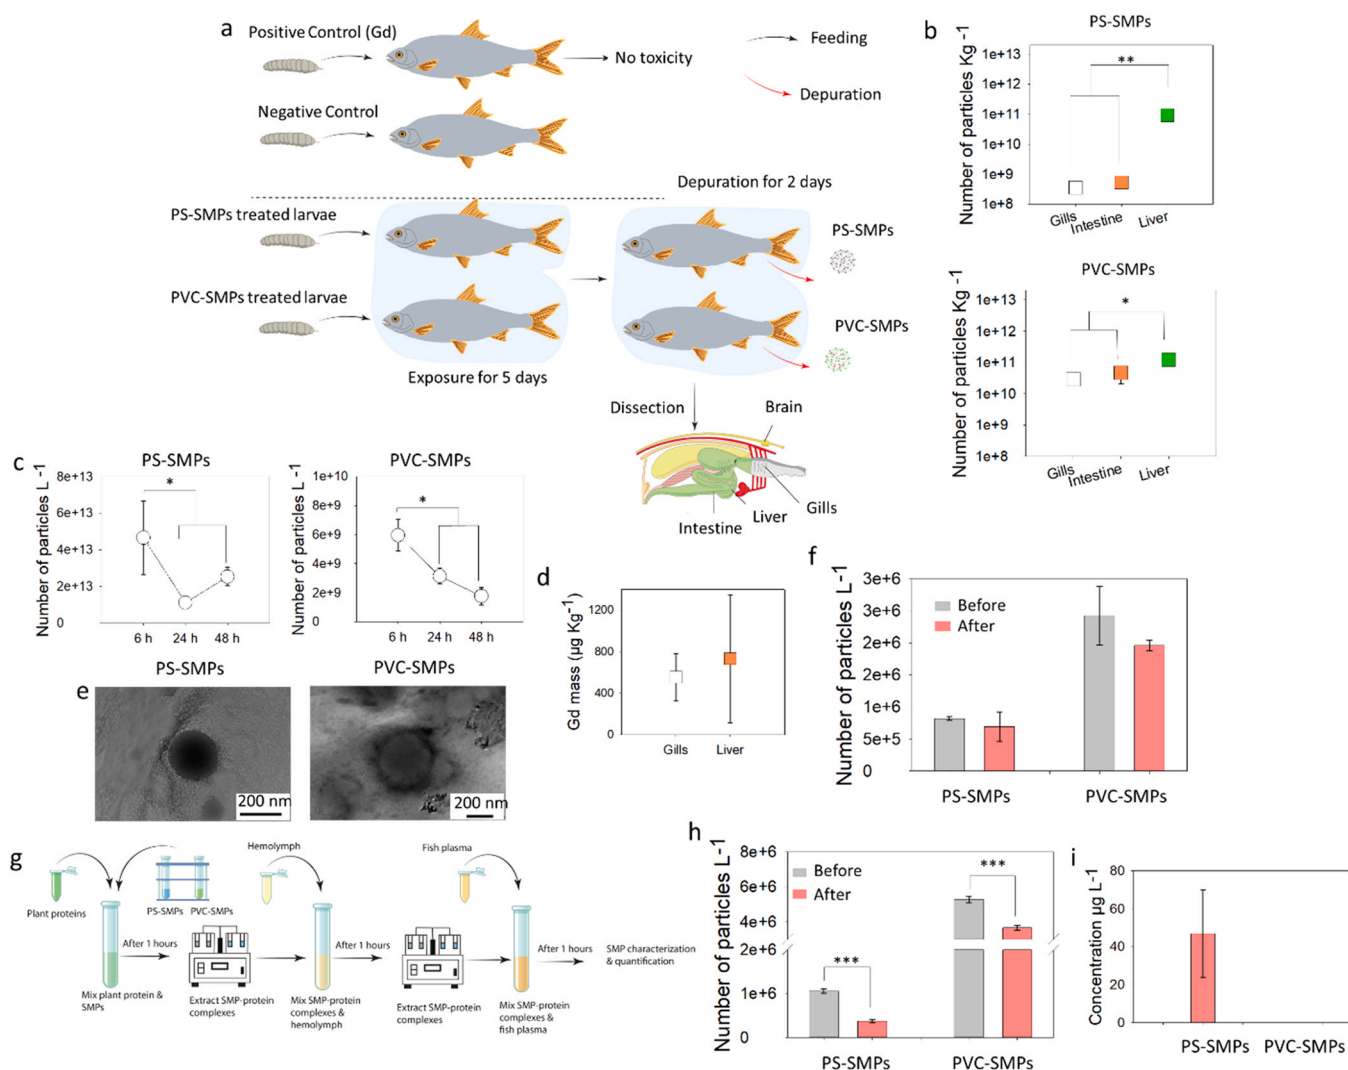 a
Positive Control (Gd)
No toxicity
Feeding
Depuration
Negative Control
Depuration for 2 days
PS-SMPs treated larvae
PS-SMPs
PVC-SMPs treated larvae
PVC-SMPs
Exposure for 5 days
Dissection
Brain
Gills
Liver
Intestine
b
PS-SMPs
Number of particles Kg -1
1e+13
1e+12
1e+11
1e+10
1e+9
1e+8
**
Gills
Intestine
Liver
PVC-SMPs
Number of particles Kg -1
1e+13
1e+12
1e+11
1e+10
1e+9
1e+8
*
Gills
Intestine
Liver
c
PS-SMPs
Number of particles L -1
8e+13
6e+13
4e+13
2e+13
0
*
6 h
24 h
48 h
PVC-SMPs
Number of particles L -1
1e+10
8e+9
6e+9
4e+9
2e+9
0
*
6 h
24 h
48 h
d
Gd mass (µg Kg-1)
1200
800
400
0
Gills
Liver
e
PS-SMPs
200 nm
PVC-SMPs
200 nm
f
Number of particles L-1
3e+6
3e+6
2e+6
2e+6
1e+6
5e+5
0
Before
After
PS-SMPs
PVC-SMPs
g
Plant proteins
PS-SMPs
PVC-SMPs
Hemolymph
Fish plasma
After 1 hours
After 1 hours
After 1 hours
SMP characterization
& quantification
Mix plant protein &
SMPs
Extract SMP-protein
complexes
Mix SMP-protein
complexes &
hemolymph
Extract SMP-protein
complexes
Mix SMP-protein
complexes &
fish plasma
h
Number of particles L-1
8e+6
6e+6
4e+6
2e+6
1e+6
0
Before
After
***
***
PS-SMPs
PVC-SMPs
i
Concentration µg L-1
80
60
40
20
0
PS-SMPs
PVC-SMPs